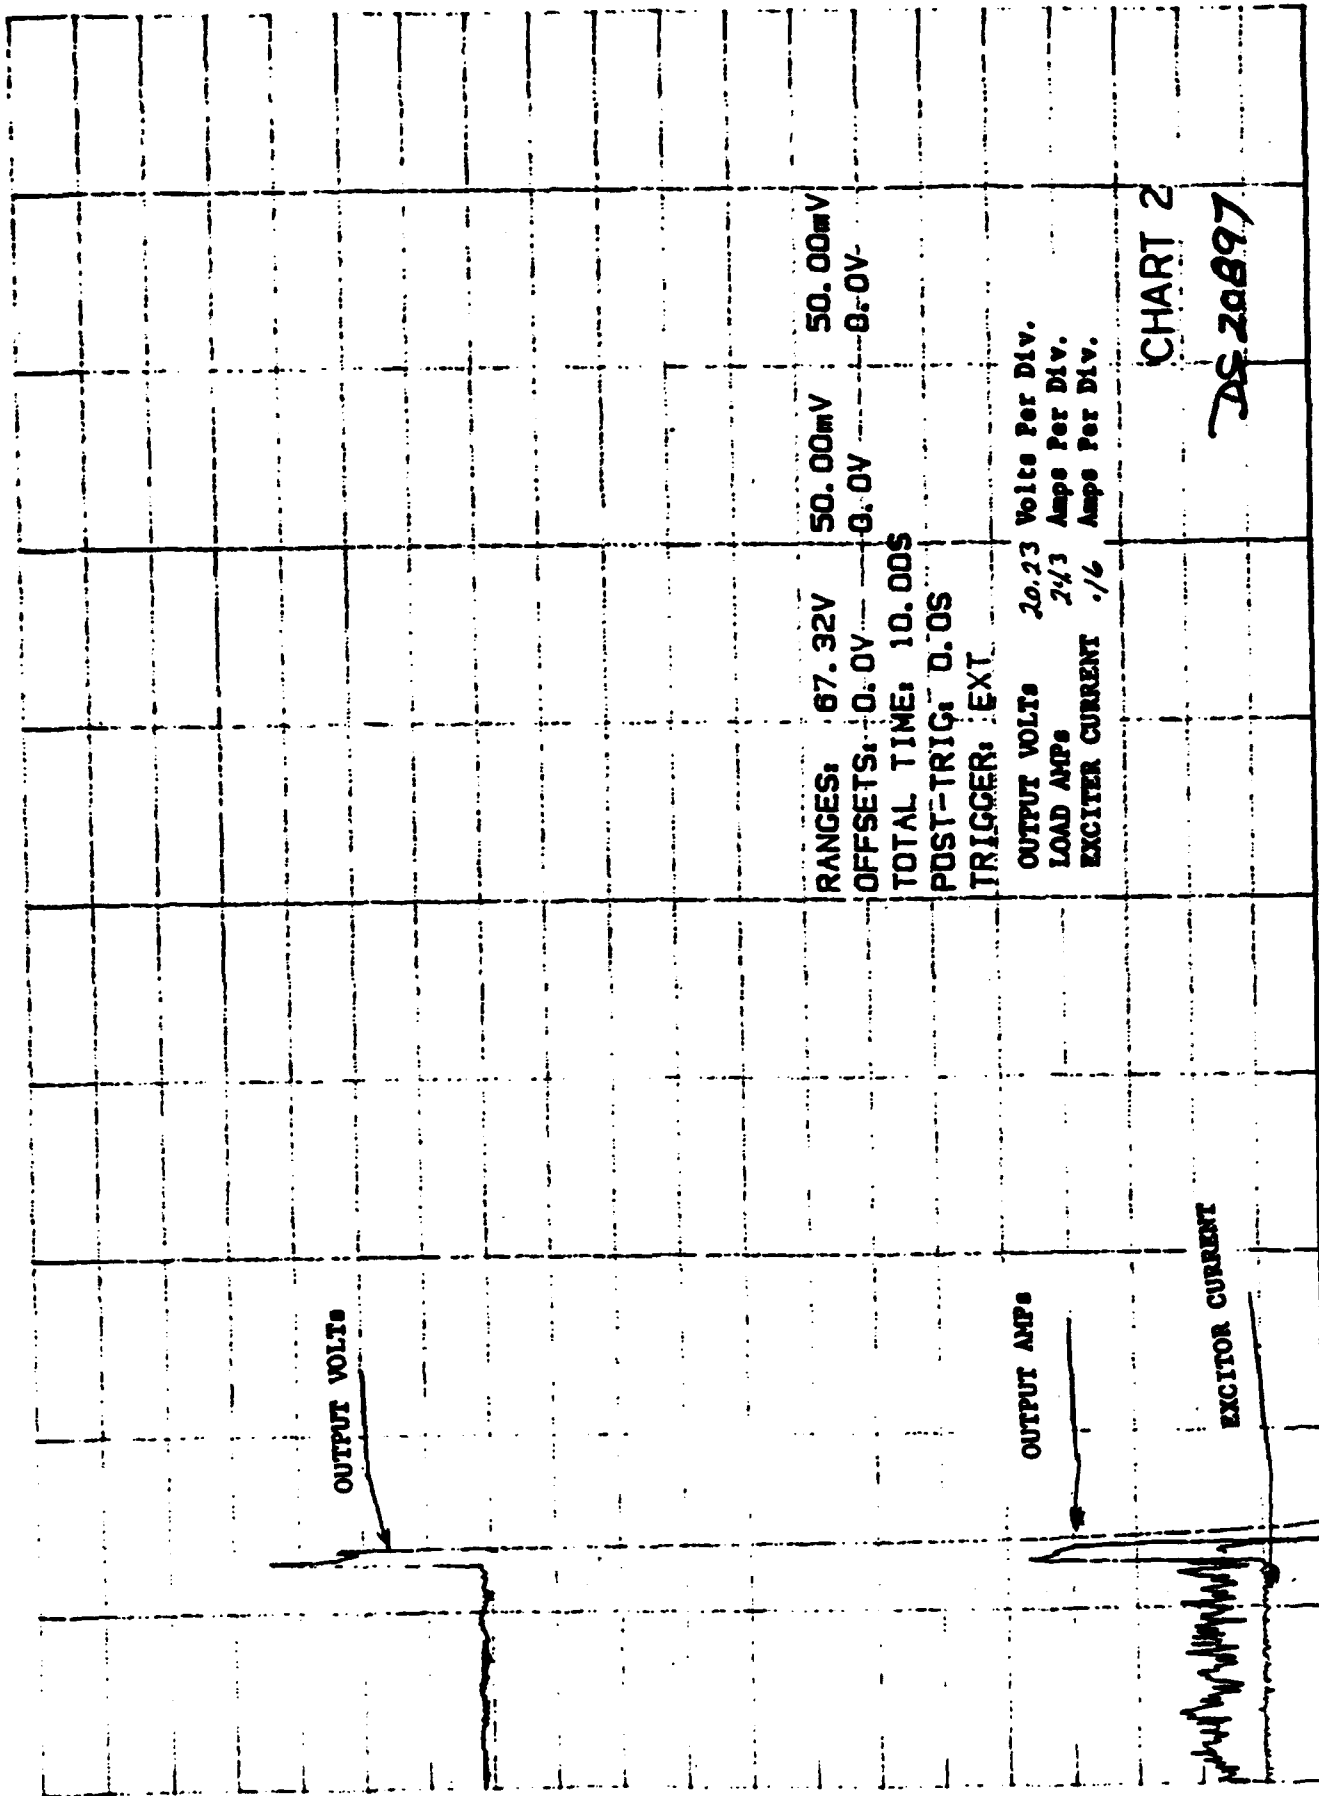 OUTPUT VOLTs
OUTPUT AMPs
EXCITOR CURRENT
RANGES: 67.32V 50.00mV 50.00mV
OFFSETS: 0.0V 0.0V 0.0V
TOTAL TIME: 10.00S
POST-TRIG: 0.0S
TRIGGER: EXT
OUTPUT VOLTs 20.23 Volts Per Div.
LOAD AMPs Amps Per Div.
EXCITER CURRENT .16 Amps Per Div.
CHART 2
DS 20897